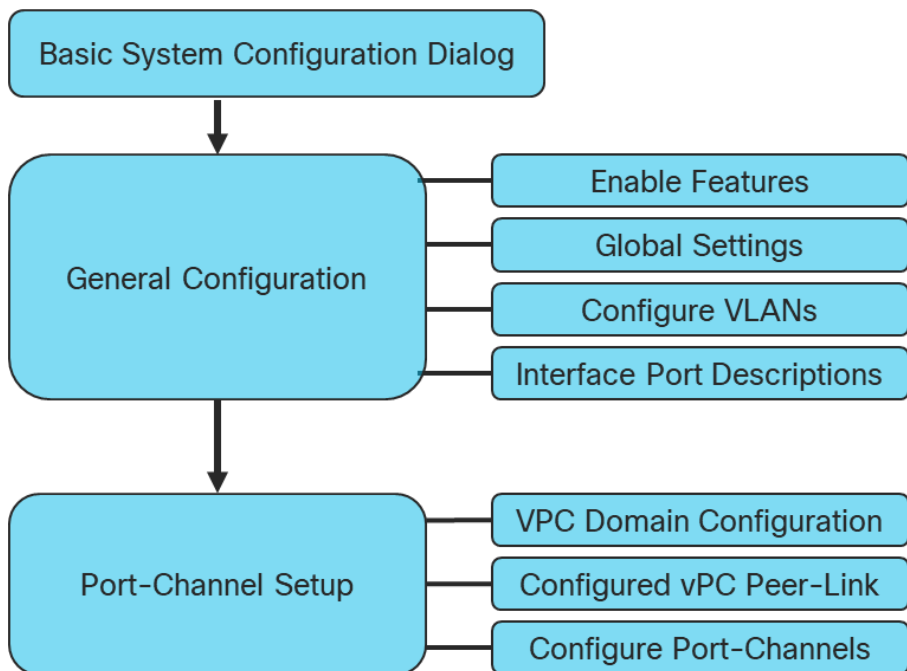 Basic System Configuration Dialog
General Configuration
Enable Features
Global Settings
Configure VLANs
Interface Port Descriptions
Port-Channel Setup
VPC Domain Configuration
Configured vPC Peer-Link
Configure Port-Channels